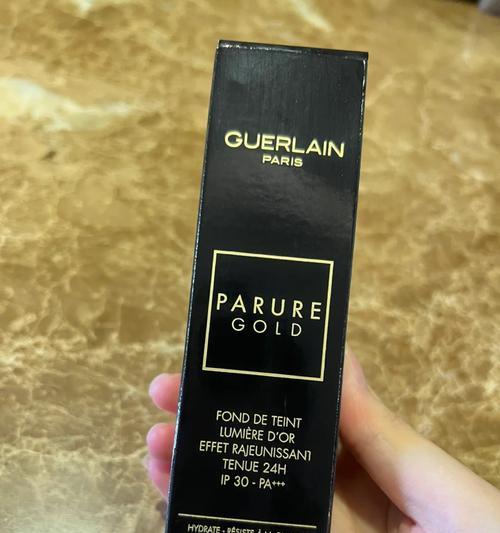 GUERLAIN
PARIS
PARURE
GOLD
FOND DE TEINT
LUMIÈRE D'OR
EFFET RAJEUNISSANT
TENUE 24H
IP 30 - PA+++
HYDRATE - RÉSISTE À